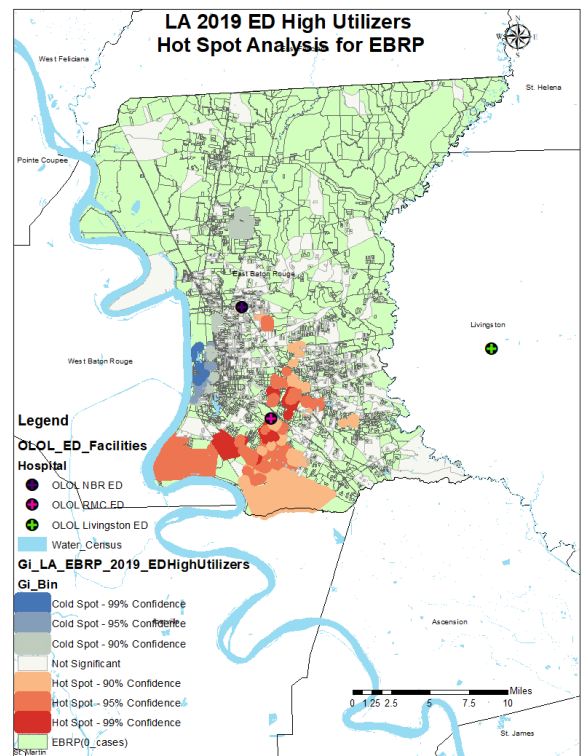 LA 2019 ED High Utilizers
Hot Spot Analysis for EBRP
West Feliciana
W
E
S
St. Helena
Pointe Coupee
East Baton Rouge
Livingston
West Baton Rouge
Legend
OLOL_ED_Facilities
Hospital
OLOL NBR ED
OLOL RMC ED
OLOL Livingston ED
Water_Census
Gi_LA_EBRP_2019_EDHighUtilizers
Gi_Bin
Cold Spot - 99% Confidence
Cold Spot - 95% Confidence
Cold Spot - 90% Confidence
Not Significant
Hot Spot - 90% Confidence
Hot Spot - 95% Confidence
Hot Spot - 99% Confidence
EBRP(0_cases)
Ascension
Miles
0 1.25 2.5 5 7.5 10
St. James
St. Martin